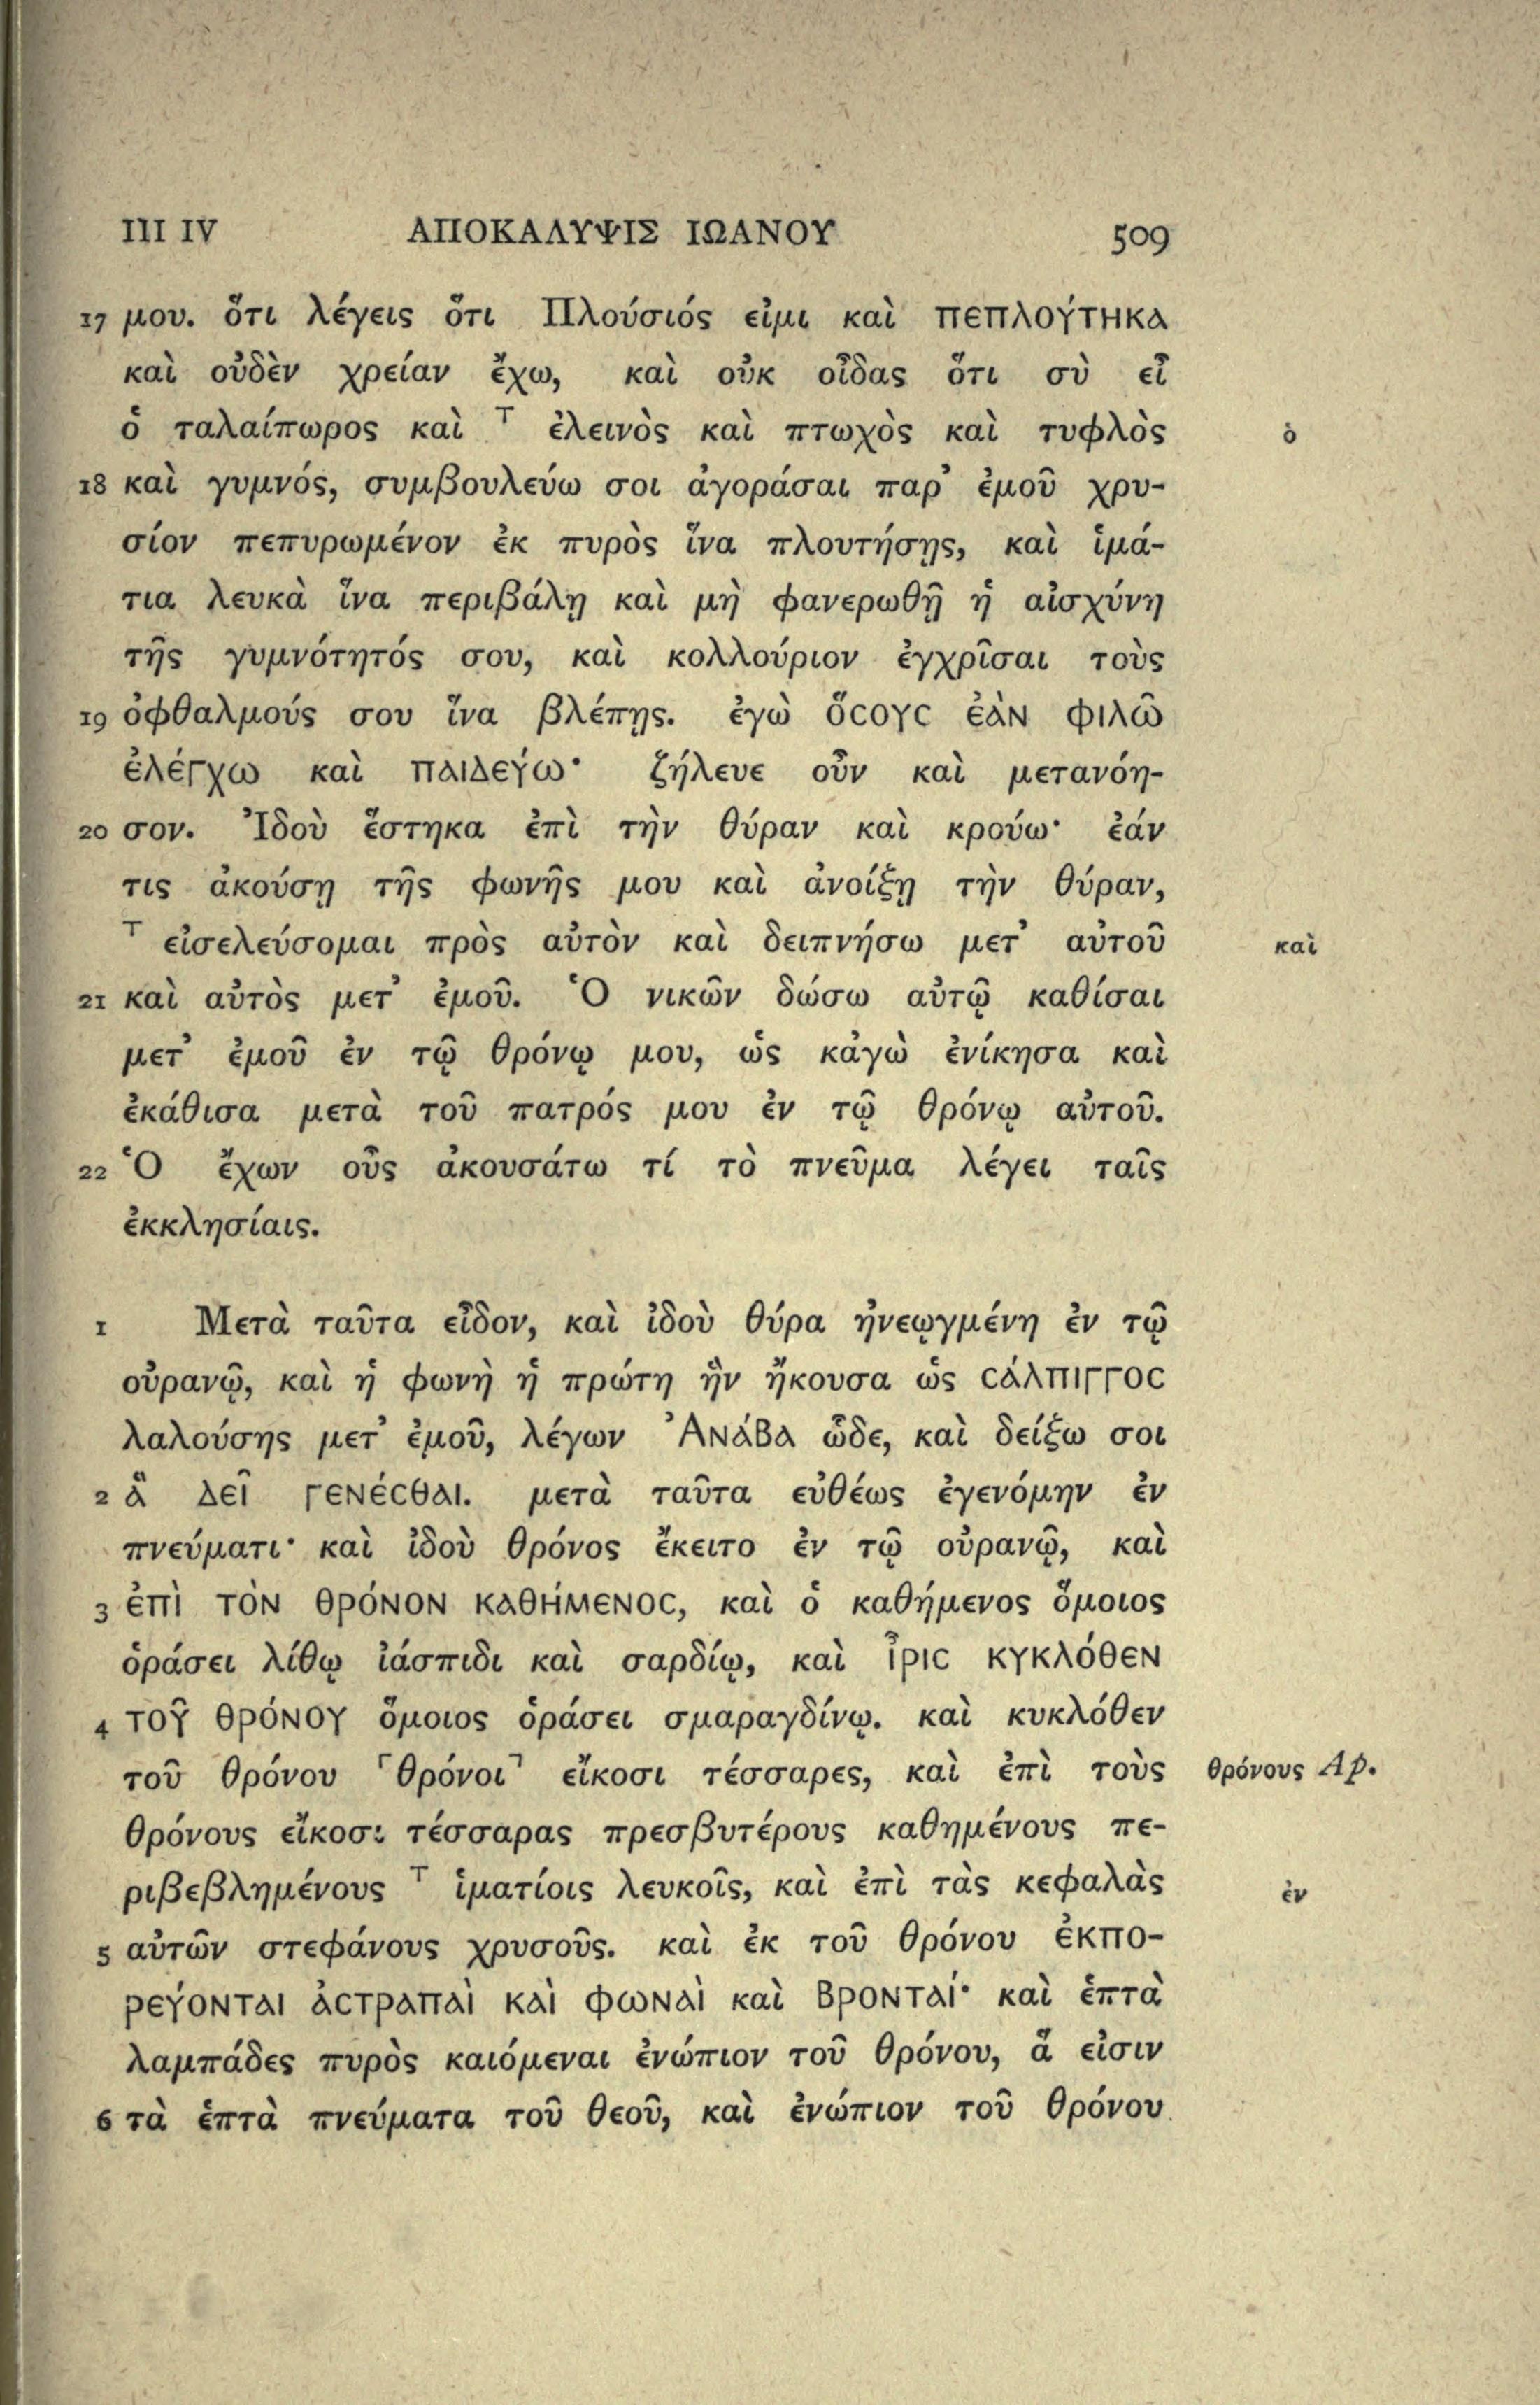 III IV ΑΠΟΚΑΛΥΨΙΣ ΙΩΑΝΟΥ 509
17 μου. ὅτι λέγεις ὅτι Πλούσιός εἰμι καὶ πεπλούτηκα
καὶ οὐδὲν χρείαν ἔχω, καὶ οὐκ οἶδας ὅτι σὺ εἶ
ὁ ταλαίπωρος καὶ ⸆ ἐλεινὸς καὶ πτωχὸς καὶ τυφλὸς ὁ
18 καὶ γυμνός, συμβουλεύω σοι ἀγοράσαι παρ᾽ ἐμοῦ χρυ-
σίον πεπυρωμένον ἐκ πυρὸς ἵνα πλουτήσῃς, καὶ ἱμά-
τια λευκὰ ἵνα περιβάλῃ καὶ μὴ φανερωθῇ ἡ αἰσχύνη
τῆς γυμνότητός σου, καὶ κολλούριον ἐγχρῖσαι τοὺς
19 ὀφθαλμούς σου ἵνα βλέπῃς. ἐγὼ ὅϲουϲ ἐὰν φιλῶ
ἐλέγχω καὶ παιδεύω· ζήλευε οὖν καὶ μετανόη-
20 σον. Ἰδοὺ ἕστηκα ἐπὶ τὴν θύραν καὶ κρούω· ἐάν
τις ἀκούσῃ τῆς φωνῆς μου καὶ ἀνοίξῃ τὴν θύραν,
⸆ εἰσελεύσομαι πρὸς αὐτὸν καὶ δειπνήσω μετ᾽ αὐτοῦ καὶ
21 καὶ αὐτὸς μετ᾽ ἐμοῦ. Ὁ νικῶν δώσω αὐτῷ καθίσαι
μετ᾽ ἐμοῦ ἐν τῷ θρόνῳ μου, ὡς κἀγὼ ἐνίκησα καὶ
ἐκάθισα μετὰ τοῦ πατρός μου ἐν τῷ θρόνῳ αὐτοῦ.
22 Ὁ ἔχων οὖς ἀκουσάτω τί τὸ πνεῦμα λέγει ταῖς
ἐκκλησίαις.
1 Μετὰ ταῦτα εἶδον, καὶ ἰδοὺ θύρα ἠνεῳγμένη ἐν τῷ
οὐρανῷ, καὶ ἡ φωνὴ ἡ πρώτη ἣν ἤκουσα ὡς ϲάλπιγγοϲ
λαλούσης μετ᾽ ἐμοῦ, λέγων Ἀνάβα ὧδε, καὶ δείξω σοι
2 ἃ δεῖ γενέϲθαι. μετὰ ταῦτα εὐθέως ἐγενόμην ἐν
πνεύματι· καὶ ἰδοὺ θρόνος ἔκειτο ἐν τῷ οὐρανῷ, καὶ
3 ἐπὶ τὸν θρόνον καθήμενοϲ, καὶ ὁ καθήμενος ὅμοιος
ὁράσει λίθῳ ἰάσπιδι καὶ σαρδίῳ, καὶ ἶριϲ κυκλόθεν
4 τοῦ θρόνου ὅμοιος ὁράσει σμαραγδίνῳ. καὶ κυκλόθεν
τοῦ θρόνου ⸀θρόνοι⸃ εἴκοσι τέσσαρες, καὶ ἐπὶ τοὺς θρόνους Ap.
θρόνους εἴκοσι τέσσαρας πρεσβυτέρους καθημένους πε-
ριβεβλημένους ⸆ ἱματίοις λευκοῖς, καὶ ἐπὶ τὰς κεφαλὰς ἐν
5 αὐτῶν στεφάνους χρυσοῦς. καὶ ἐκ τοῦ θρόνου ἐκπο-
ρεύονται ἀϲτραπαὶ καὶ φωναὶ καὶ βρονταί· καὶ ἑπτὰ
λαμπάδες πυρὸς καιόμεναι ἐνώπιον τοῦ θρόνου, ἅ εἰσιν
6 τὰ ἑπτὰ πνεύματα τοῦ θεοῦ, καὶ ἐνώπιον τοῦ θρόνου